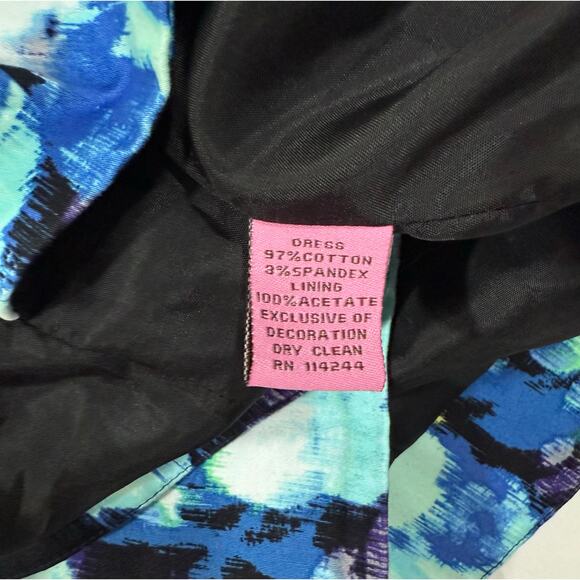 DRESS
97%COTTON
3%SPANDEX
LINING
100%ACETATE
EXCLUSIVE OF
DECORATION
DRY CLEAN
RN 114244